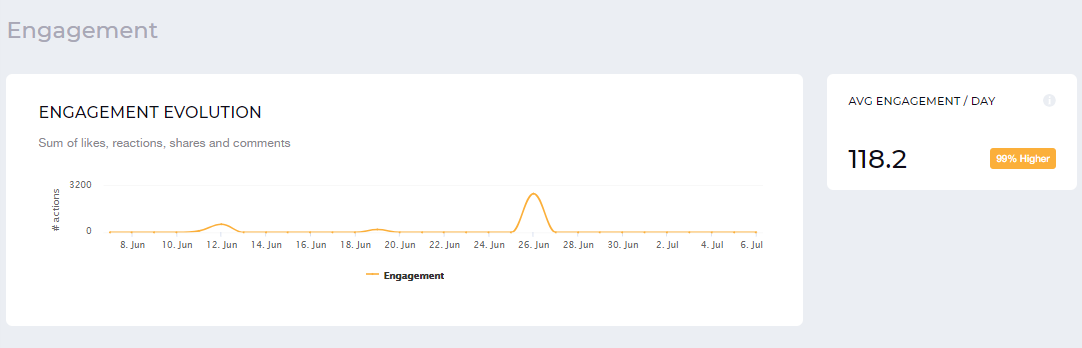 Engagement
ENGAGEMENT EVOLUTION
Sum of likes, reactions, shares and comments
# actions
3200
0
8. Jun 10. Jun 12. Jun 14. Jun 16. Jun 18. Jun 20. Jun 22. Jun 24. Jun 26. Jun 28. Jun 30. Jun 2. Jul 4. Jul 6. Jul
Engagement
AVG ENGAGEMENT / DAY
i
118.2
99% Higher